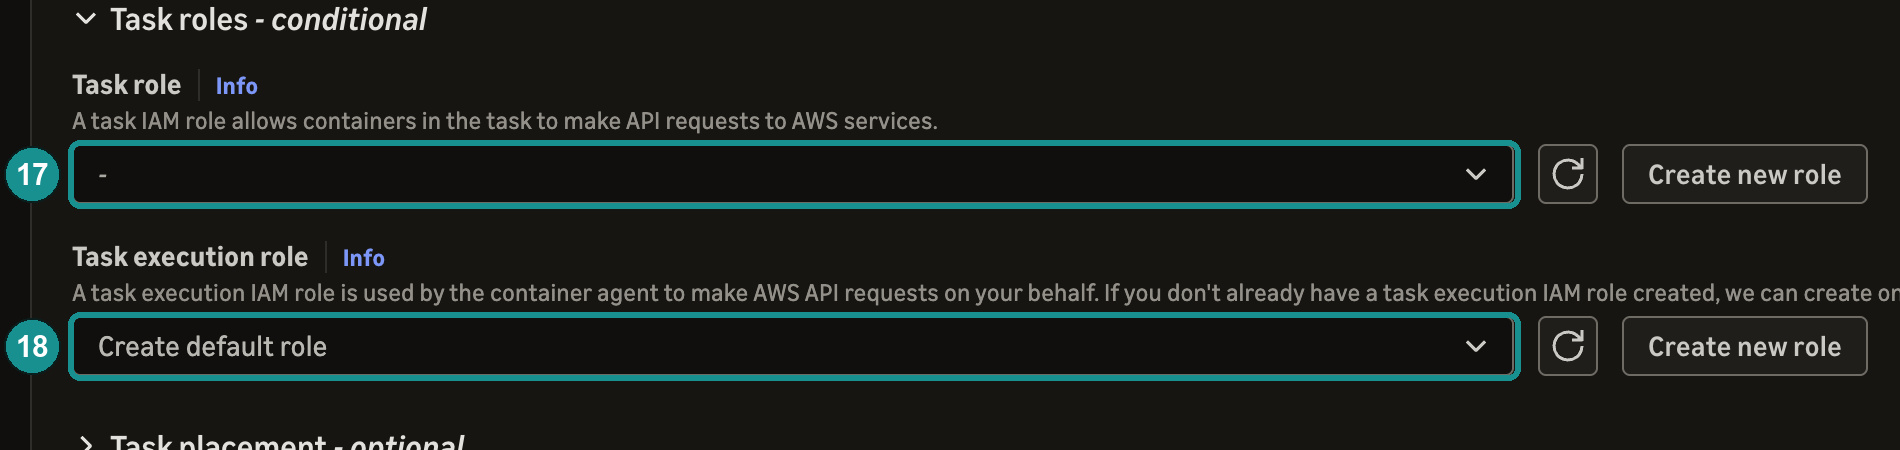 Task roles - conditional
Task role Info
A task IAM role allows containers in the task to make API requests to AWS services.
17 - Create new role
Task execution role Info
A task execution IAM role is used by the container agent to make AWS API requests on your behalf. If you don't already have a task execution IAM role created, we can create
18 Create default role Create new role
Task placement - optional